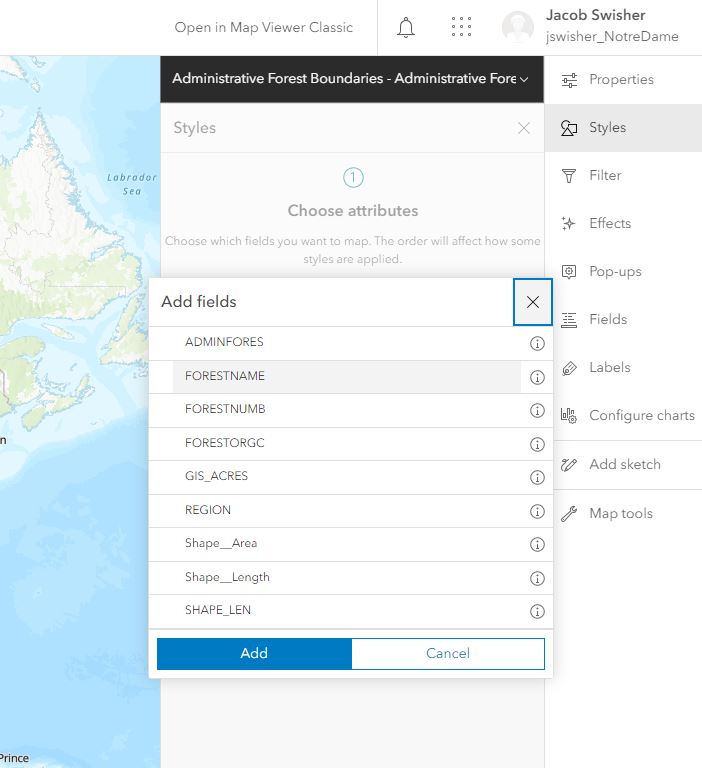 Open in Map Viewer Classic
Jacob Swisher
jswisher_NotreDame
Administrative Forest Boundaries - Administrative Fore
Styles
1
Choose attributes
Choose which fields you want to map. The order will affect how some
styles are applied.
Labrador
Sea
n
Prince
Add fields
ADMINFORES
FORESTNAME
FORESTNUMB
FORESTORGC
GIS_ACRES
REGION
Shape__Area
Shape__Length
SHAPE_LEN
Add
Cancel
Properties
Styles
Filter
Effects
Pop-ups
Fields
Labels
Configure charts
Add sketch
Map tools